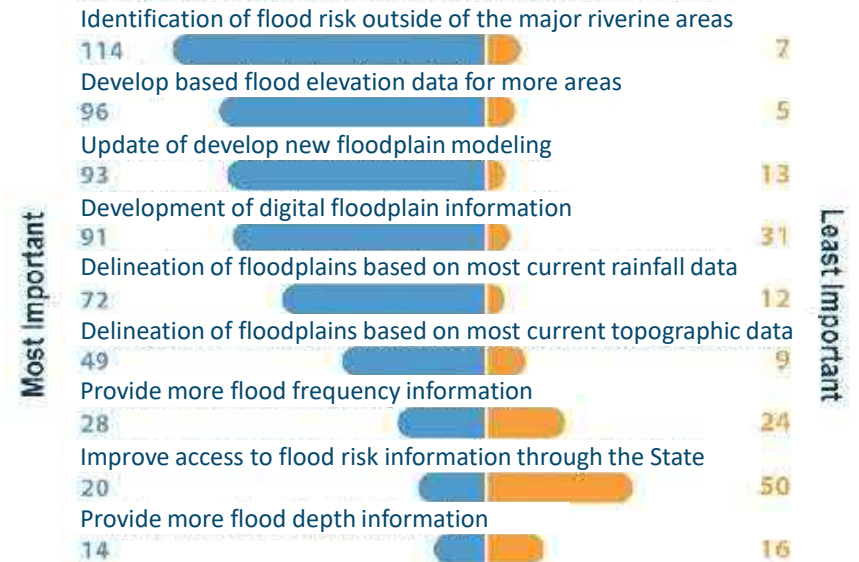 Identification of flood risk outside of the major riverine areas
114 7
Develop based flood elevation data for more areas
96 5
Update of develop new floodplain modeling
93 13
Development of digital floodplain information
91 31
Delineation of floodplains based on most current rainfall data
72 12
Delineation of floodplains based on most current topographic data
49 9
Provide more flood frequency information
28 24
Improve access to flood risk information through the State
20 50
Provide more flood depth information
14 16
Most Important
Least Important